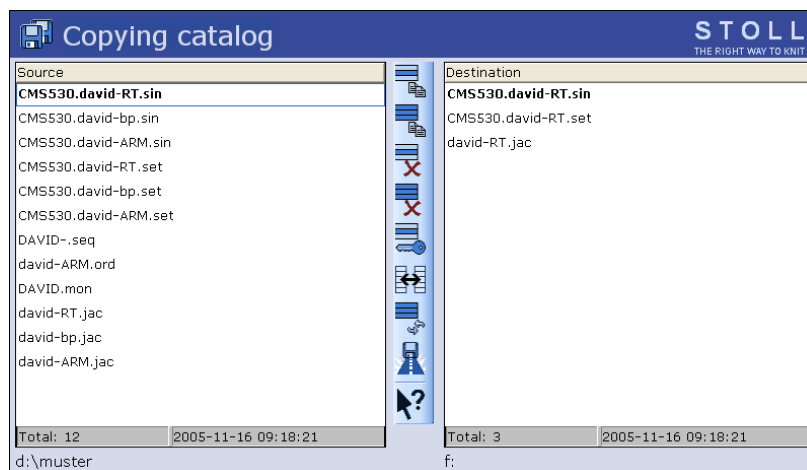 Copying catalog
STOLL
THE RIGHT WAY TO KNIT
Source
CMS530.david-RT.sin
CMS530.david-bp.sin
CMS530.david-ARM.sin
CMS530.david-RT.set
CMS530.david-bp.set
CMS530.david-ARM.set
DAVID-.seq
david-ARM.ord
DAVID.mon
david-RT.jac
david-bp.jac
david-ARM.jac
Total: 12 2005-11-16 09:18:21
d:\muster
?
Destination
CMS530.david-RT.sin
CMS530.david-RT.set
david-RT.jac
Total: 3 2005-11-16 09:18:21
f: